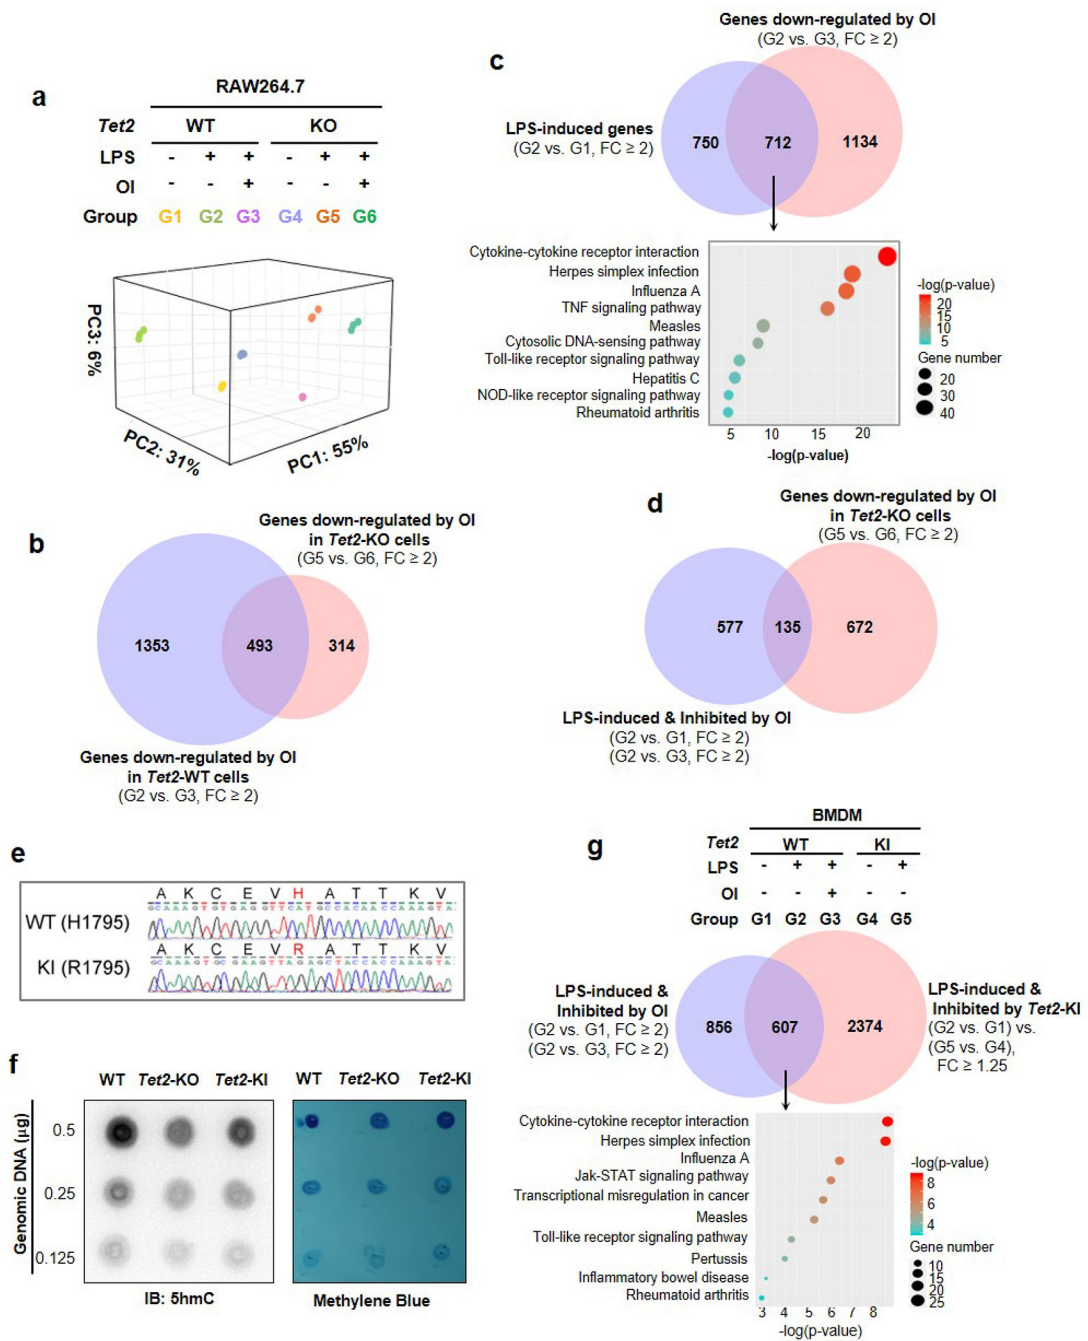 a
RAW264.7
Tet2 WT KO
LPS - + + - + +
OI - - + - - +
Group G1 G2 G3 G4 G5 G6
PC3: 6%
PC2: 31%
PC1: 55%
c
Genes down-regulated by OI
(G2 vs. G3, FC ≥ 2)
LPS-induced genes
(G2 vs. G1, FC ≥ 2)
750 712 1134
Cytokine-cytokine receptor interaction
Herpes simplex infection
Influenza A
TNF signaling pathway
Measles
Cytosolic DNA-sensing pathway
Toll-like receptor signaling pathway
Hepatitis C
NOD-like receptor signaling pathway
Rheumatoid arthritis
5 10 15 20
-log(p-value)
-log(p-value)
20
15
10
5
Gene number
20
30
40
b
Genes down-regulated by OI
in Tet2-KO cells
(G5 vs. G6, FC ≥ 2)
1353 493 314
Genes down-regulated by OI
in Tet2-WT cells
(G2 vs. G3, FC ≥ 2)
d
Genes down-regulated by OI
in Tet2-KO cells
(G5 vs. G6, FC ≥ 2)
577 135 672
LPS-induced & Inhibited by OI
(G2 vs. G1, FC ≥ 2)
(G2 vs. G3, FC ≥ 2)
e
A K C E V H A T T K V
WT (H1795)
A K C E V R A T T K V
KI (R1795)
f
WT Tet2-KO Tet2-KI
WT Tet2-KO Tet2-KI
Genomic DNA (μg)
0.5
0.25
0.125
IB: 5hmC
Methylene Blue
g
BMDM
Tet2 WT KI
LPS - + + - +
OI - - + - -
Group G1 G2 G3 G4 G5
LPS-induced &
Inhibited by OI
(G2 vs. G1, FC ≥ 2)
(G2 vs. G3, FC ≥ 2)
856 607 2374
LPS-induced &
Inhibited by Tet2-KI
(G2 vs. G1) vs.
(G5 vs. G4),
FC ≥ 1.25
Cytokine-cytokine receptor interaction
Herpes simplex infection
Influenza A
Jak-STAT signaling pathway
Transcriptional misregulation in cancer
Measles
Toll-like receptor signaling pathway
Pertussis
Inflammatory bowel disease
Rheumatoid arthritis
3 4 5 6 7 8
-log(p-value)
-log(p-value)
8
6
4
Gene number
10
15
20
25